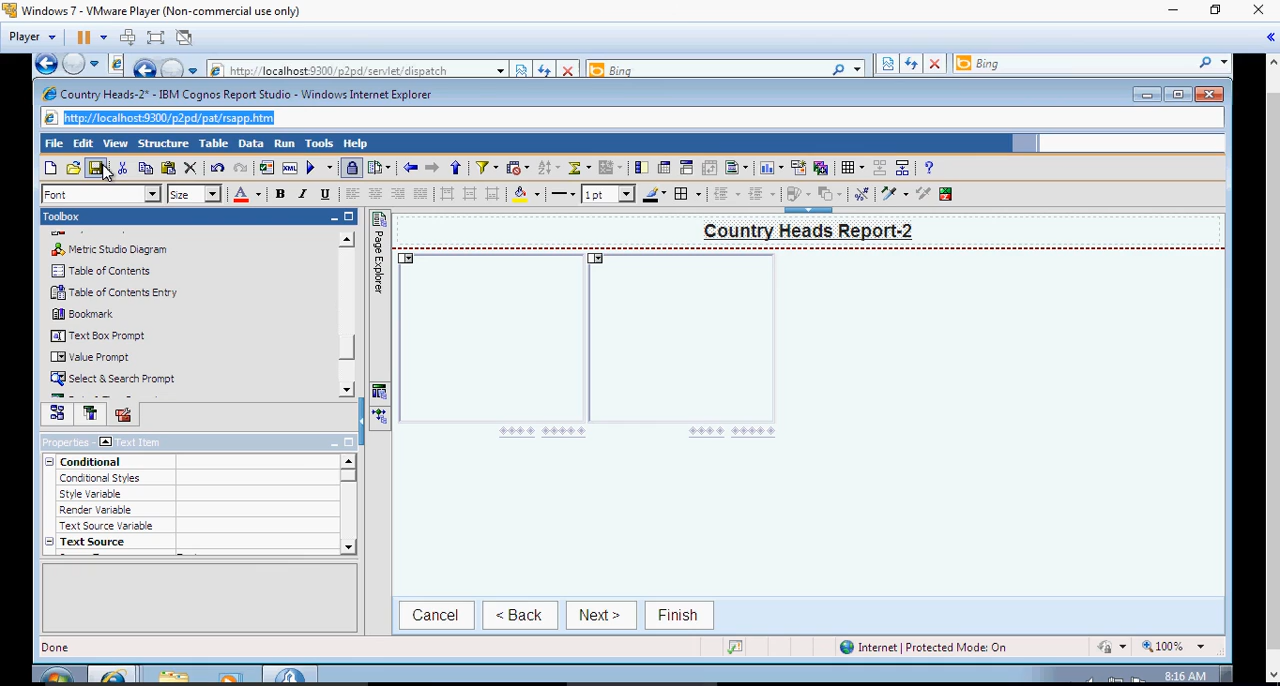 Windows 7 - VMware Player (Non-commercial use only)
Player
http://localhost:9300/p2pd/servlet/dispatch
Bing
Bing
Country Heads-2* - IBM Cognos Report Studio - Windows Internet Explorer
http://localhost:9300/p2pd/pat/rsapp.htm
File Edit View Structure Table Data Run Tools Help
Font Size B I U 1 pt
Toolbox
Metric Studio Diagram
Table of Contents
Table of Contents Entry
Bookmark
Text Box Prompt
Value Prompt
Select & Search Prompt
Page Explorer
Country Heads Report-2
Properties - Text Item
Conditional
Conditional Styles
Style Variable
Render Variable
Text Source Variable
Text Source
Cancel < Back Next > Finish
Done
Internet | Protected Mode: On
100%
8:16 AM